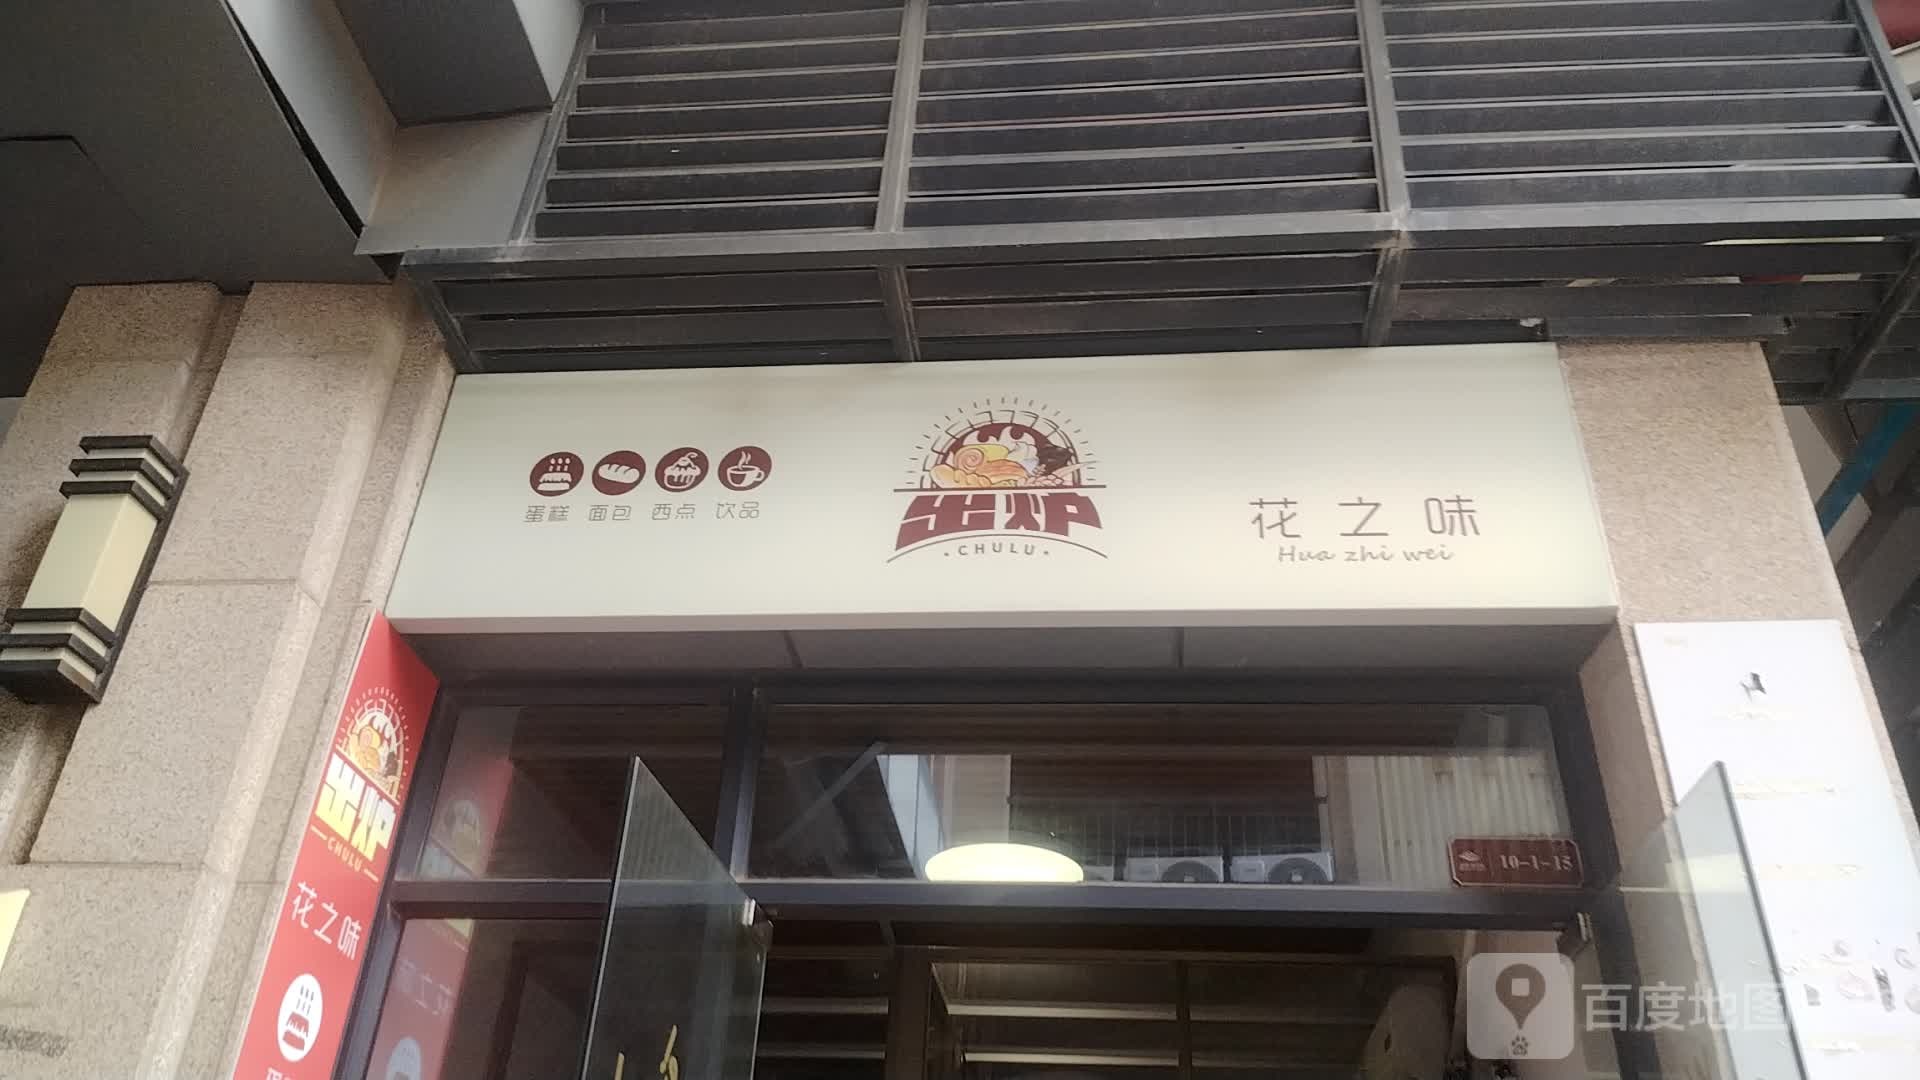 蛋糕 面包 西点 饮品
出炉
·CHULU·
花之味
Hua zhi wei
出炉
CHULU
花之味
10-1-15
百度地图